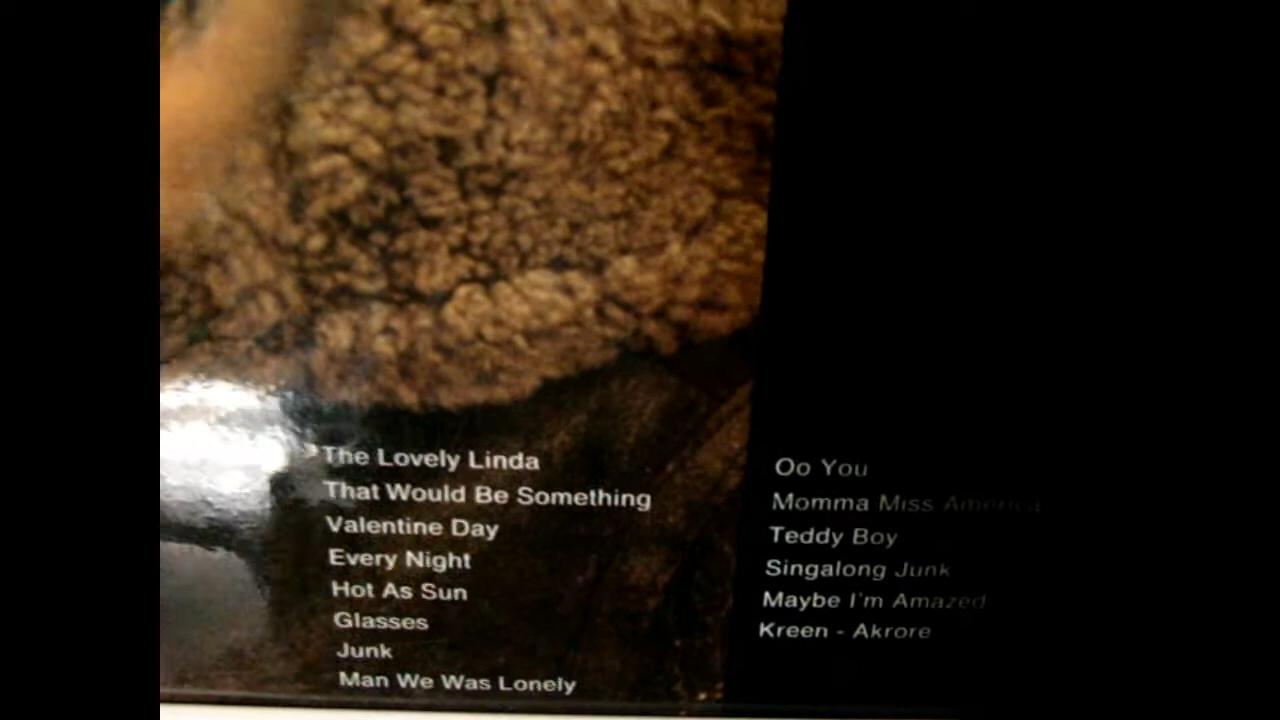 The Lovely Linda
That Would Be Something
Valentine Day
Every Night
Hot As Sun
Glasses
Junk
Man We Was Lonely
Oo You
Momma Miss America
Teddy Boy
Singalong Junk
Maybe I'm Amazed
Kreen - Akrore